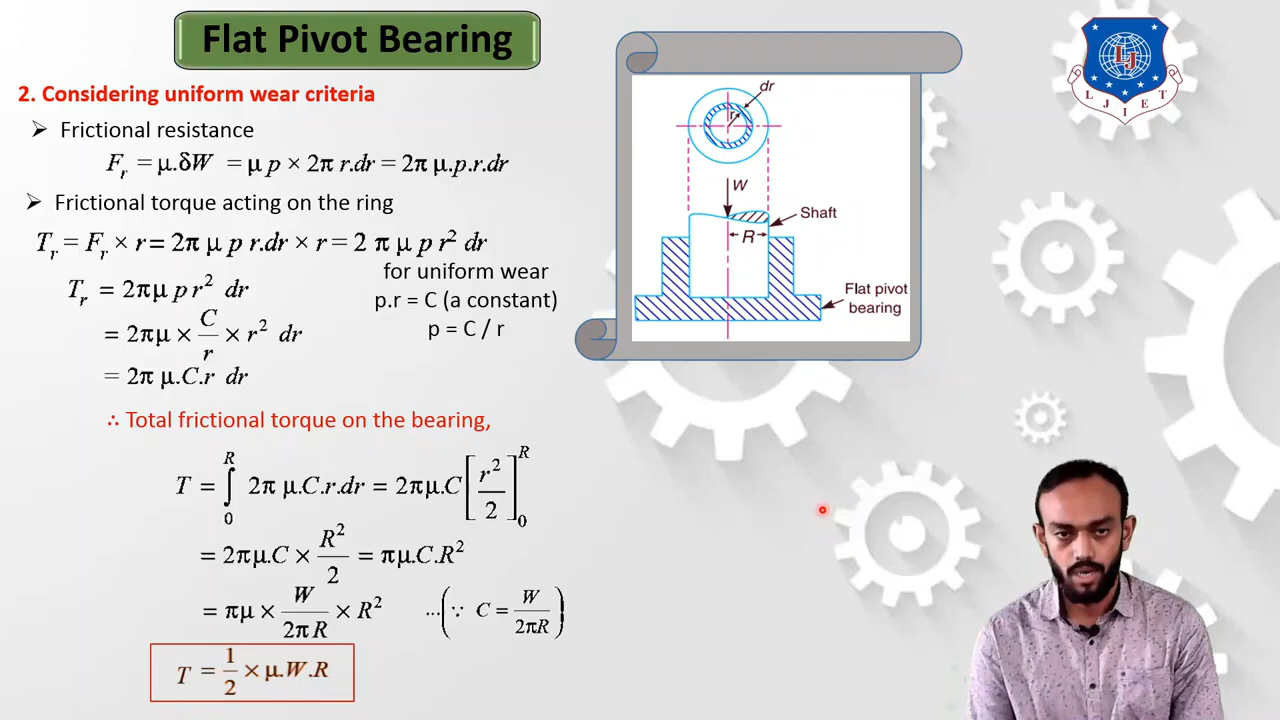 Flat Pivot Bearing
2. Considering uniform wear criteria
➢ Frictional resistance
F_r = μ.δW = μ p × 2π r.dr = 2π μ.p.r.dr
➢ Frictional torque acting on the ring
T_r = F_r × r = 2π μ p r.dr × r = 2 π μ p r² dr
T_r = 2πμ p r² dr
= 2πμ × C/r × r² dr
= 2π μ.C.r dr
for uniform wear
p.r = C (a constant)
p = C / r
∴ Total frictional torque on the bearing,
T = ∫₀ᴿ 2π μ.C.r.dr = 2πμ.C [r²/2]₀ᴿ
= 2πμ.C × R²/2 = πμ.C.R²
= πμ × W/2πR × R² ...(∵ C = W/2πR)
T = 1/2 × μ.W.R
dr
r
W
Shaft
R
Flat pivot
bearing
LJ
L J I E T